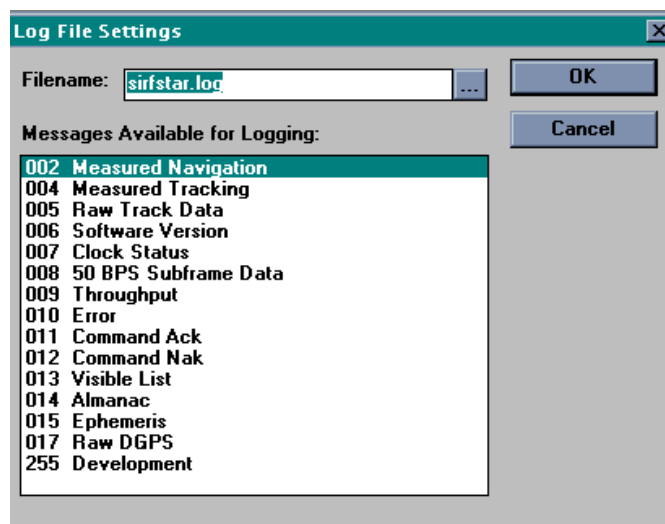 Log File Settings
Filename: sirfstar.log ...
OK
Cancel
Messages Available for Logging:
002 Measured Navigation
004 Measured Tracking
005 Raw Track Data
006 Software Version
007 Clock Status
008 50 BPS Subframe Data
009 Throughput
010 Error
011 Command Ack
012 Command Nak
013 Visible List
014 Almanac
015 Ephemeris
017 Raw DGPS
255 Development